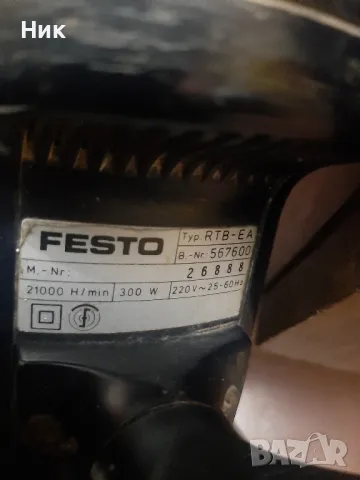 Ник
FESTO
Typ. RTB-EA
B.-Nr. 567600
M.-Nr: 26888
21000 H/min 300 W 220V~25-60Hz
BAZAR